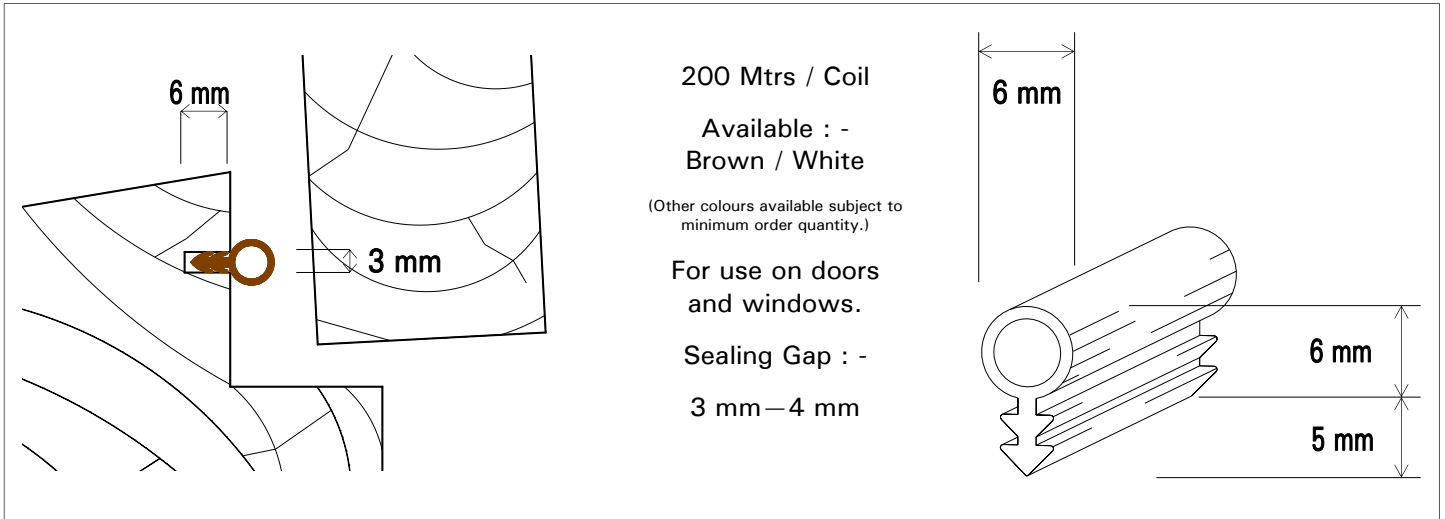 6 mm
3 mm
200 Mtrs / Coil
Available : -
Brown / White
(Other colours available subject to
minimum order quantity.)
For use on doors
and windows.
Sealing Gap : -
3 mm—4 mm
6 mm
6 mm
5 mm